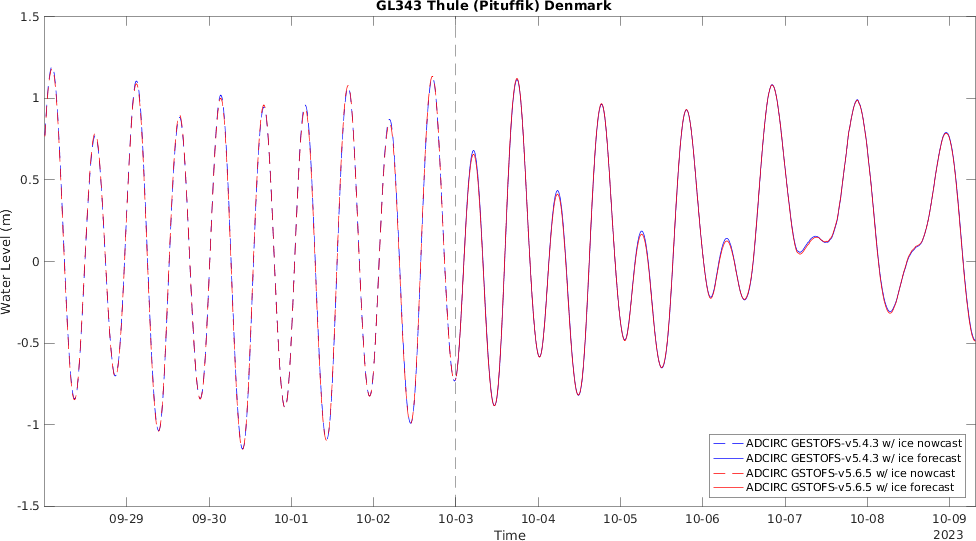 GL343 Thule (Pituffik) Denmark
1.5
1
0.5
0
-0.5
-1
-1.5
Water Level (m)
ADCIRC GESTOFS-v5.4.3 w/ ice nowcast
ADCIRC GESTOFS-v5.4.3 w/ ice forecast
ADCIRC GSTOFS-v5.6.5 w/ ice nowcast
ADCIRC GSTOFS-v5.6.5 w/ ice forecast
09-29 09-30 10-01 10-02 10-03 10-04 10-05 10-06 10-07 10-08 10-09
Time 2023